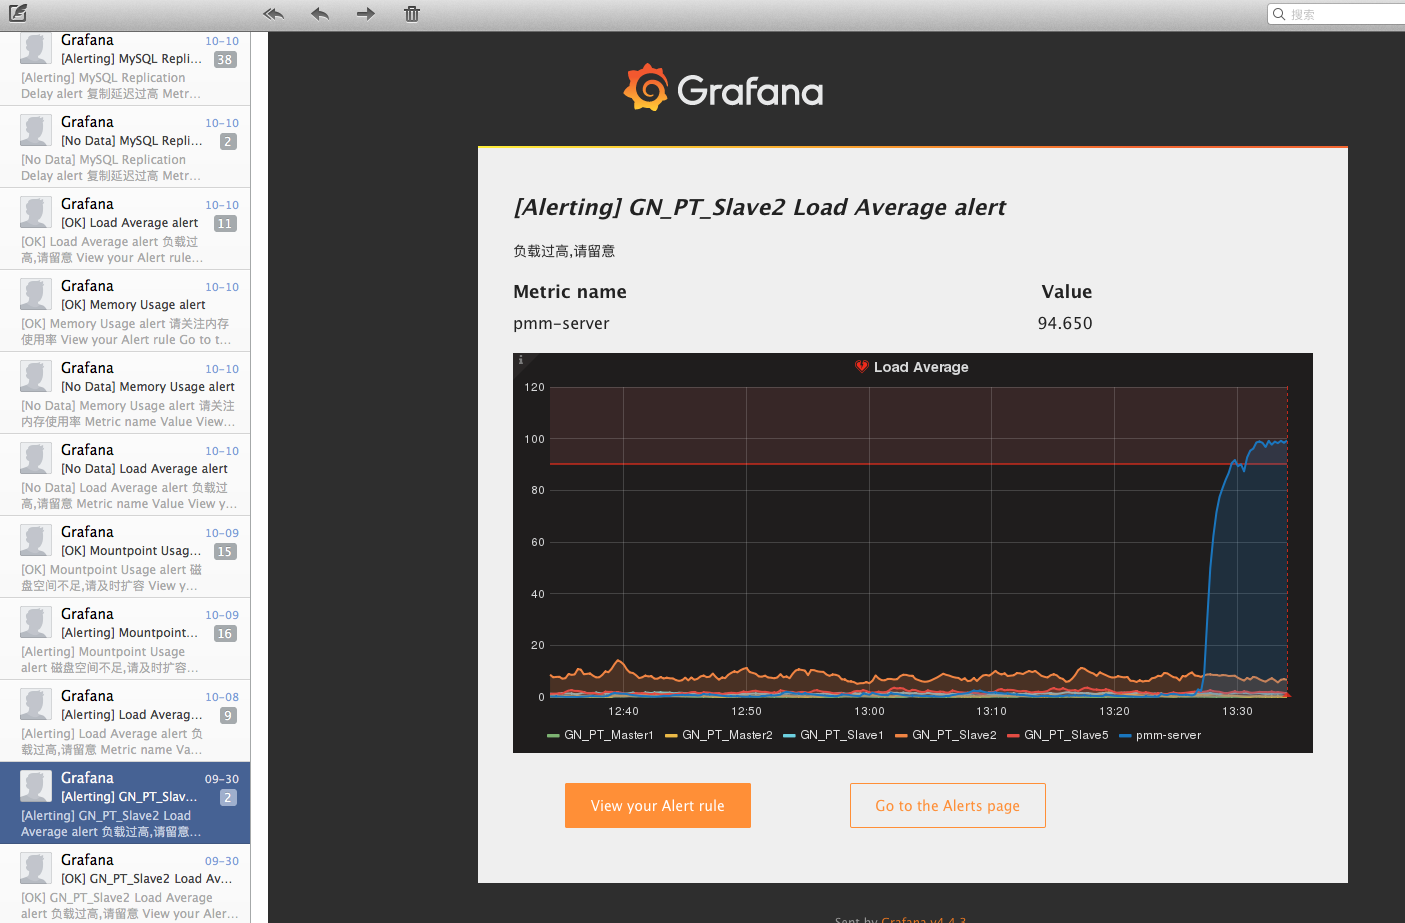 搜索
Grafana 10-10
[Alerting] MySQL Repli... 38
[Alerting] MySQL Replication
Delay alert 复制延迟过高 Metr...
Grafana 10-10
[No Data] MySQL Repli... 2
[No Data] MySQL Replication
Delay alert 复制延迟过高 Metr...
Grafana 10-10
[OK] Load Average alert 11
[OK] Load Average alert 负载过
高,请留意 View your Alert rule...
Grafana 10-10
[OK] Memory Usage alert
[OK] Memory Usage alert 请关注内存
使用率 View your Alert rule Go to t...
Grafana 10-10
[No Data] Memory Usage alert
[No Data] Memory Usage alert 请关注
内存使用率 Metric name Value View...
Grafana 10-10
[No Data] Load Average alert
[No Data] Load Average alert 负载过
高,请留意 Metric name Value View y...
Grafana 10-09
[OK] Mountpoint Usag... 15
[OK] Mountpoint Usage alert 磁
盘空间不足,请及时扩容 View y...
Grafana 10-09
[Alerting] Mountpoint... 16
[Alerting] Mountpoint Usage
alert 磁盘空间不足,请及时扩容...
Grafana 10-08
[Alerting] Load Averag... 9
[Alerting] Load Average alert 负
载过高,请留意 Metric name Va...
Grafana 09-30
[Alerting] GN_PT_Slav... 2
[Alerting] GN_PT_Slave2 Load
Average alert 负载过高,请留意...
Grafana 09-30
[OK] GN_PT_Slave2 Load Av...
[OK] GN_PT_Slave2 Load Average
alert 负载过高,请留意 View your Aler...
Grafana
[Alerting] GN_PT_Slave2 Load Average alert
负载过高,请留意
Metric name Value
pmm-server 94.650
i
Load Average
120
100
80
60
40
20
0
12:40 12:50 13:00 13:10 13:20 13:30
GN_PT_Master1 GN_PT_Master2 GN_PT_Slave1 GN_PT_Slave2 GN_PT_Slave5 pmm-server
View your Alert rule Go to the Alerts page
Sent by Grafana v4.4.3